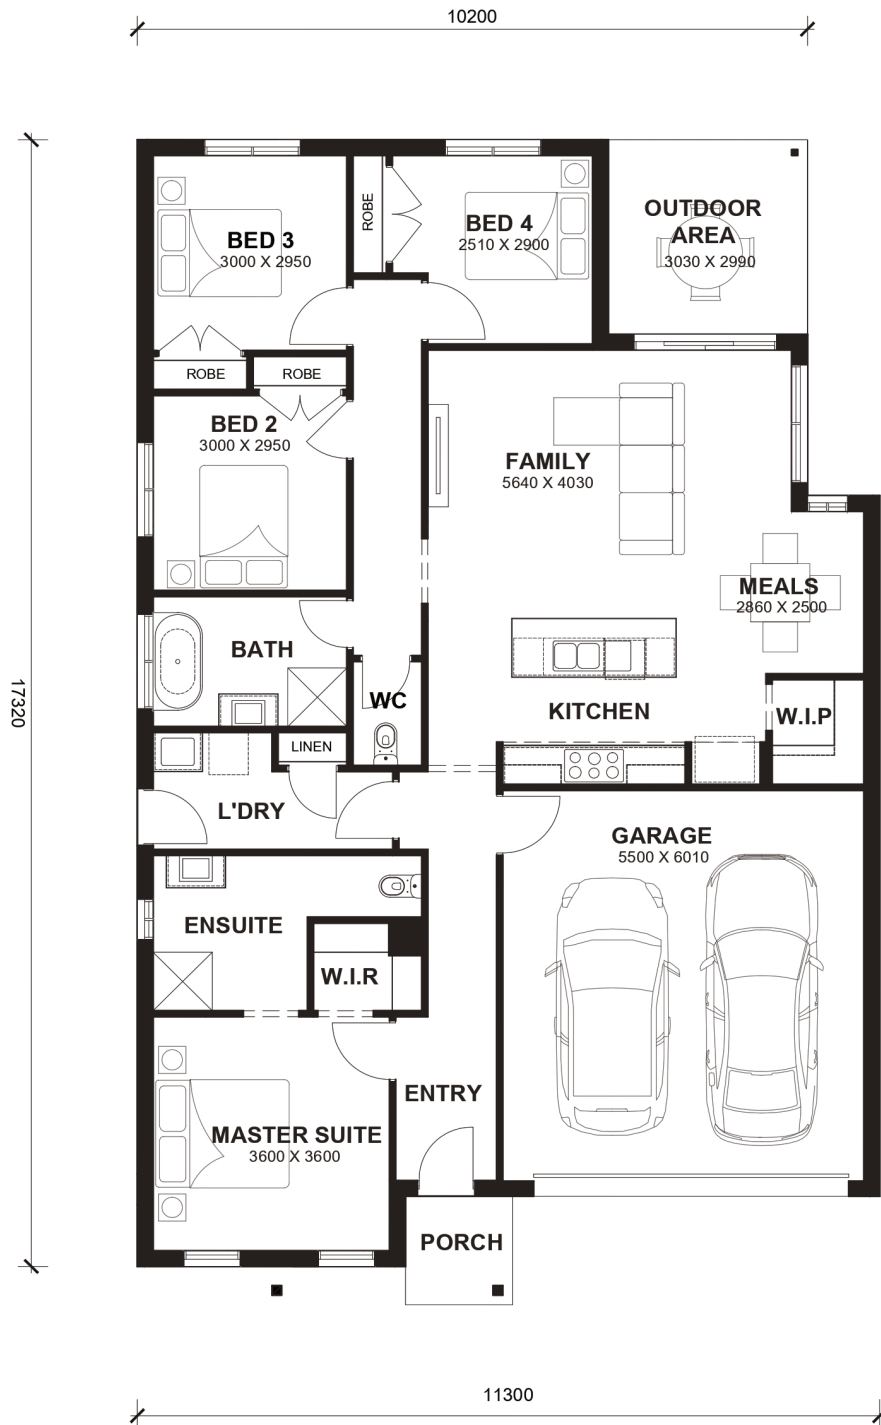 10200
17320
BED 3
3000 X 2950
ROBE
BED 4
2510 X 2900
OUTDOOR
AREA
3030 X 2990
ROBE
ROBE
BED 2
3000 X 2950
FAMILY
5640 X 4030
MEALS
2860 X 2500
BATH
WC
KITCHEN
W.I.P
LINEN
L'DRY
GARAGE
5500 X 6010
ENSUITE
W.I.R
ENTRY
MASTER SUITE
3600 X 3600
PORCH
11300